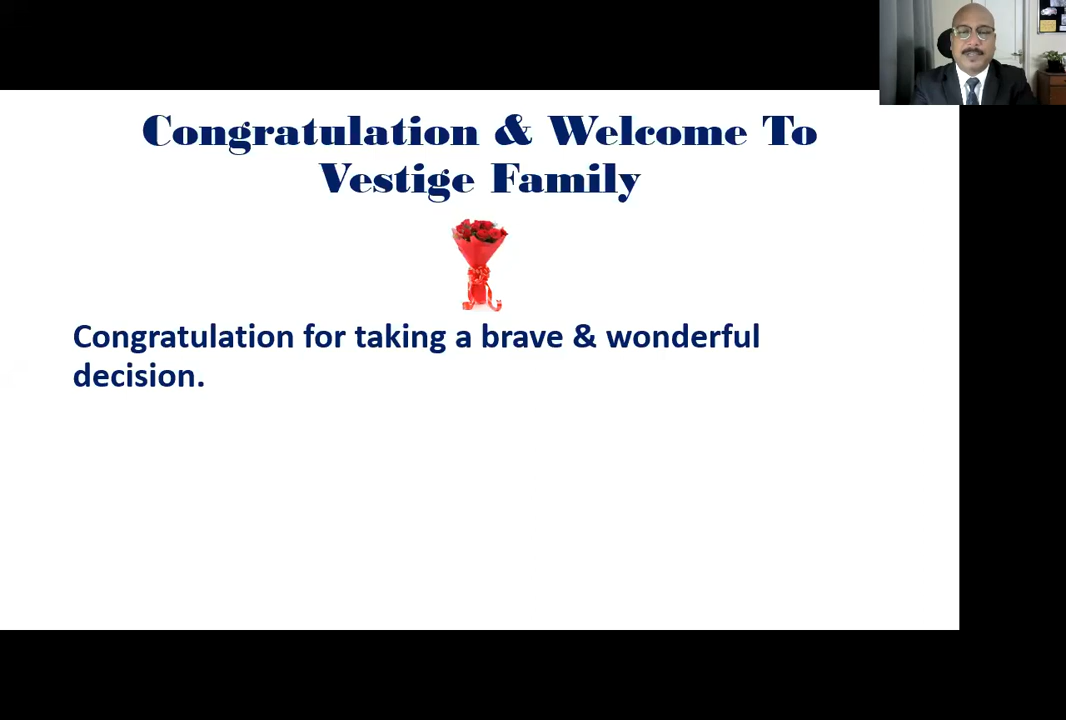 Congratulation & Welcome To
Vestige Family
Congratulation for taking a brave & wonderful
decision.